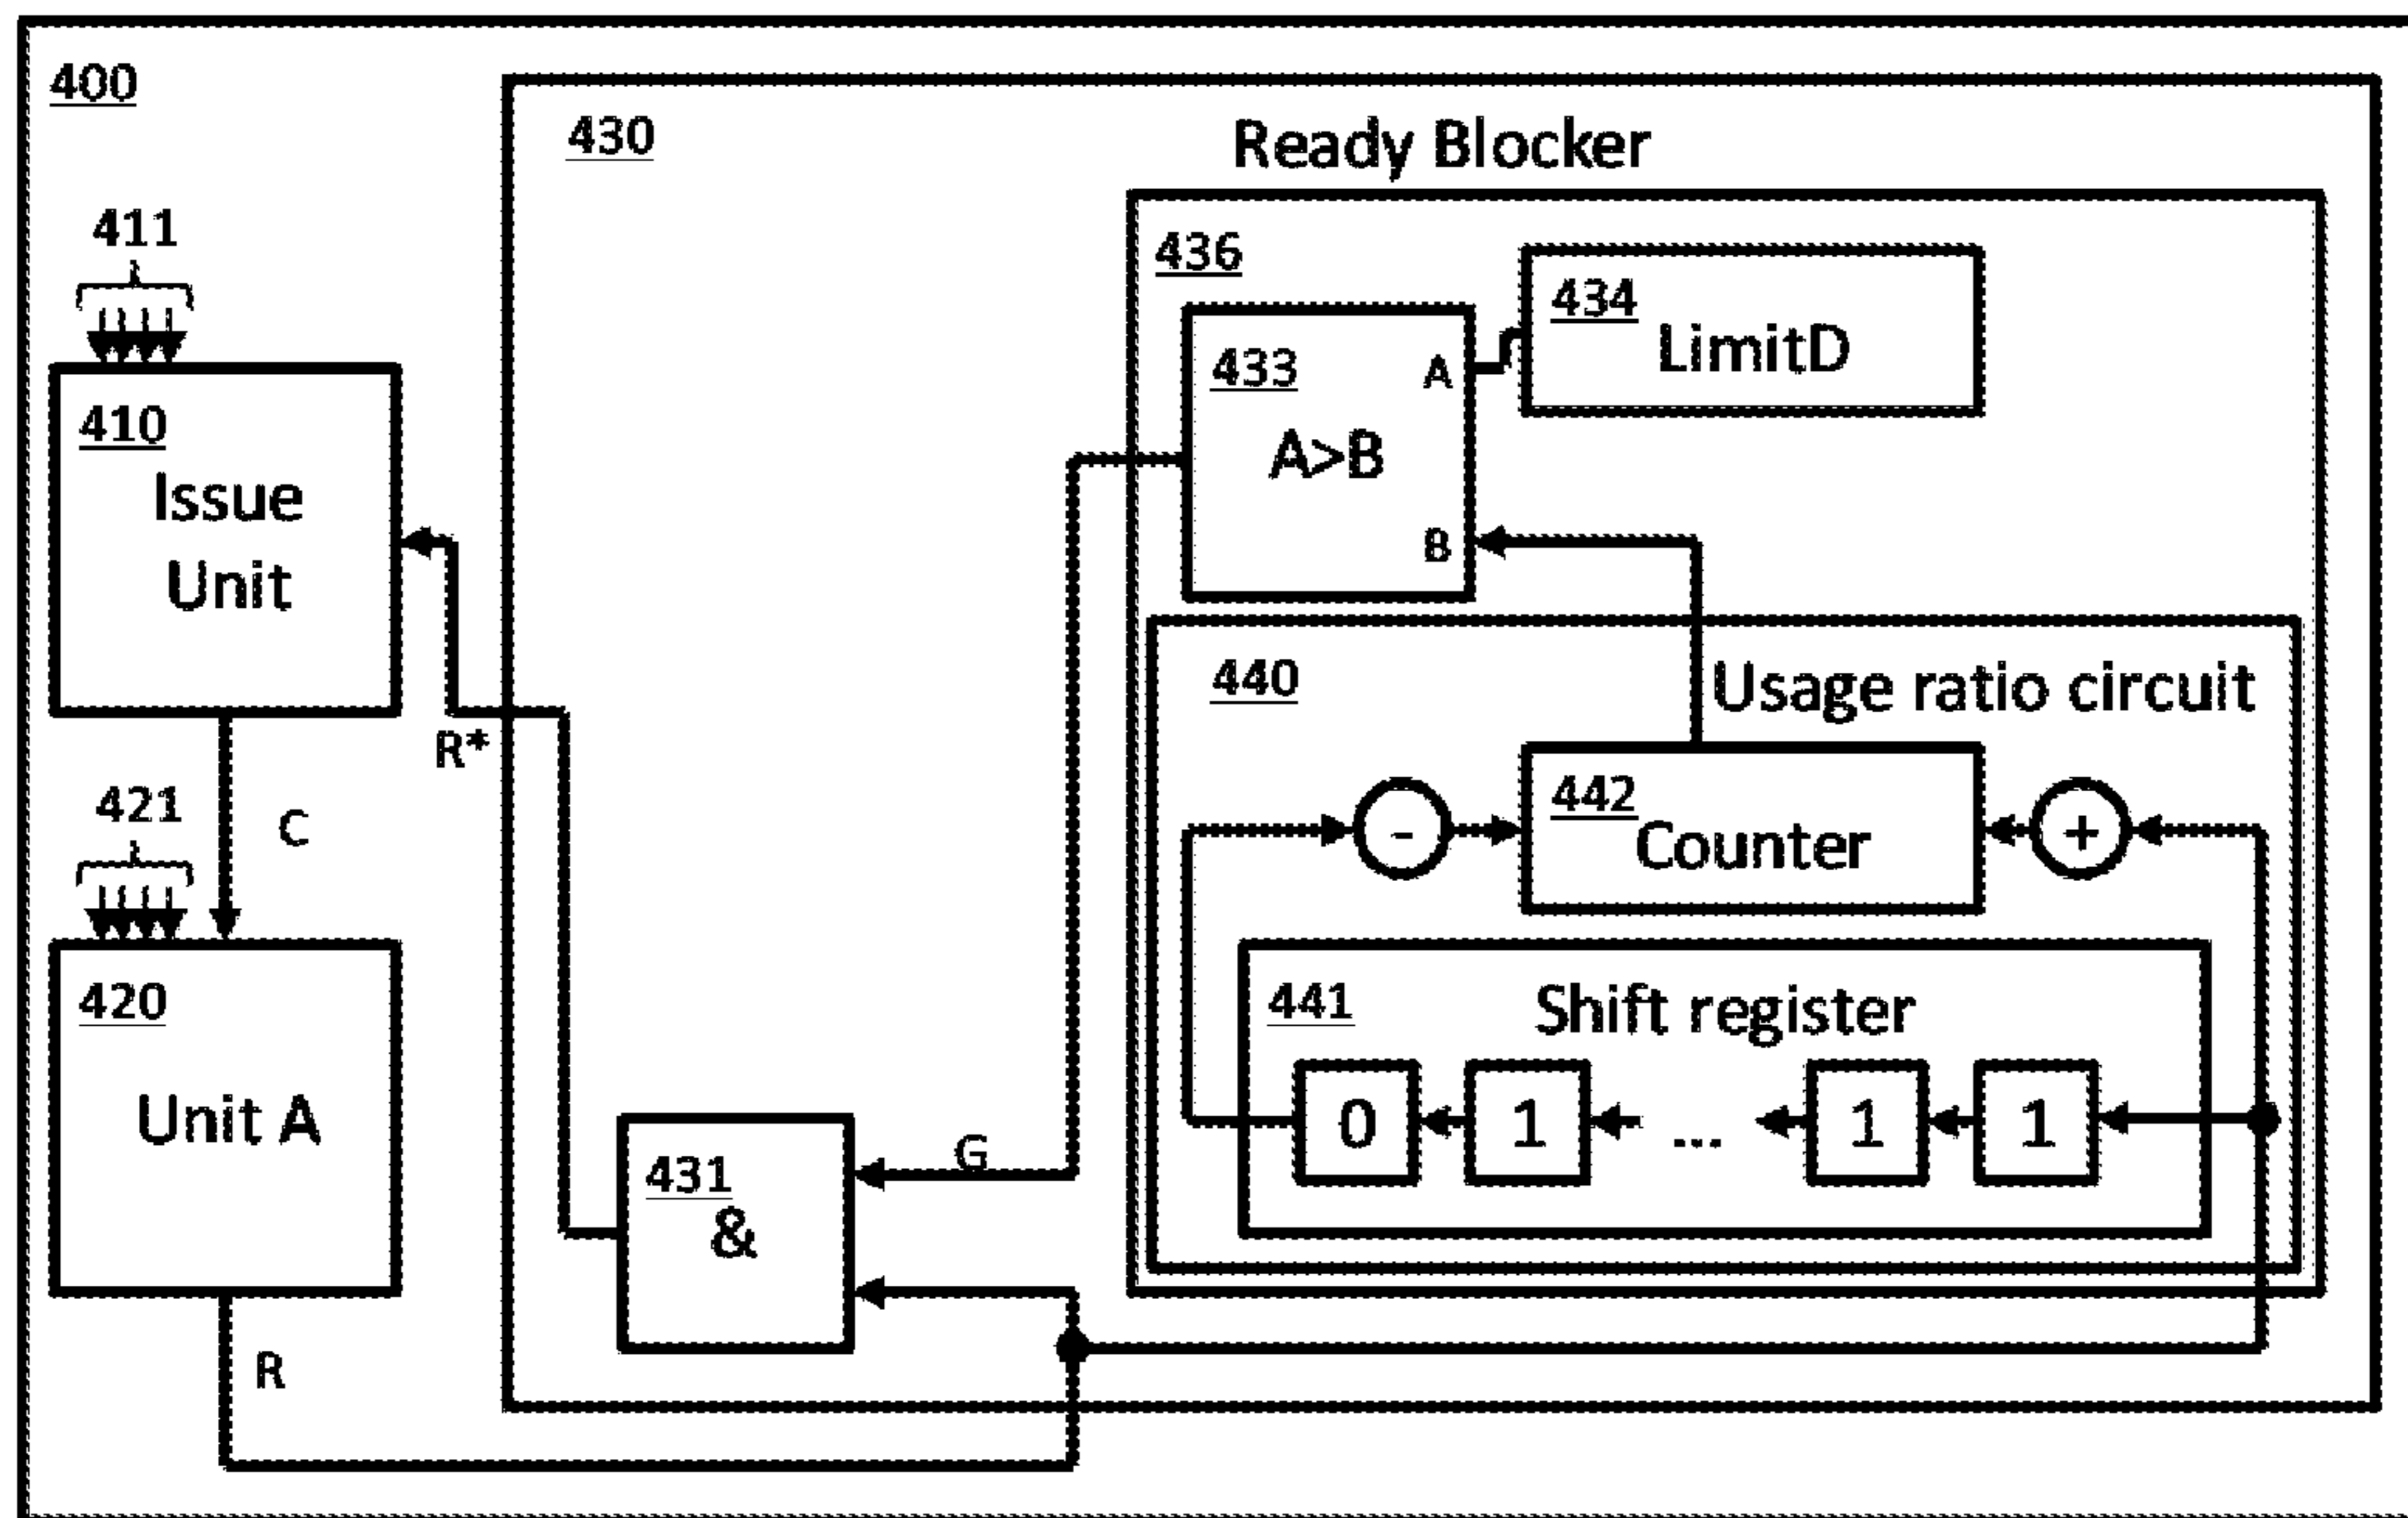 400
430
Ready Blocker
411
436
434
LimitD
433
A
A>B
B
410
Issue
Unit
440
Usage ratio circuit
R*
421
C
442
-
Counter
+
420
441
Shift register
Unit A
0 1 ... 1 1
G
431
&
R